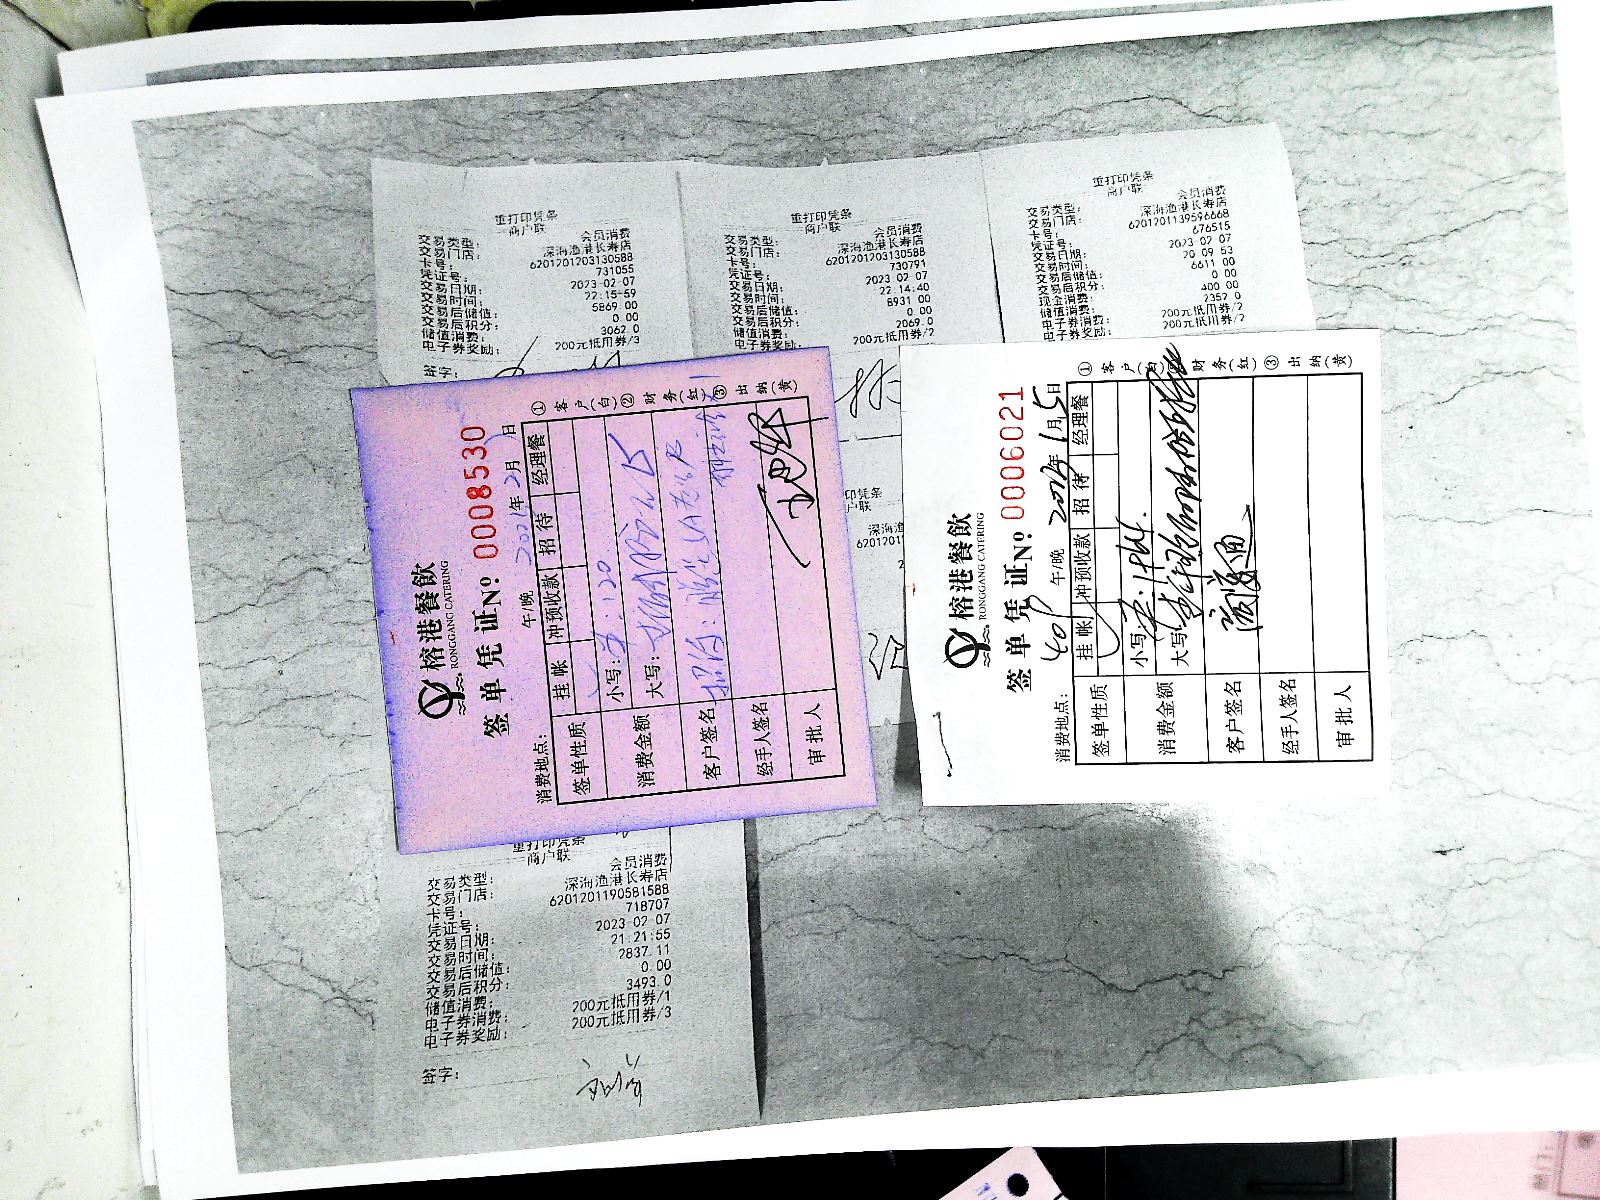 重打印凭条
商户联
交易类型: 会员消费
交易门店: 深海渔港长寿店
卡号: 6201201203130588
凭证号: 731055
交易日期: 2023-02-07
交易时间: 22:15:59
交易后储值: 5869.00
交易后积分: 0.00
储值消费: 3062.0
电子券奖励: 200元抵用券/3
签字:
重打印凭条
商户联
交易类型: 会员消费
交易门店: 深海渔港长寿店
卡号: 6201201203130588
凭证号: 730791
交易日期: 2023-02-07
交易时间: 22:14:40
交易后储值: 8931.00
交易后积分: 0.00
储值消费: 2069.0
电子券奖励: 200元抵用券/2
重打印凭条
商户联
交易类型: 会员消费
交易门店: 深海渔港长寿店
卡号: 6201201139596668
凭证号: 676515
交易日期: 2023-02-07
交易时间: 20:09:53
交易后储值: 6611.00
交易后积分: 0.00
现金消费: 400.00
储值消费: 2352.0
电子券消费: 200元抵用券/2
电子券奖励: 200元抵用券/2
印凭条
户联
深海渔
6201201
榕港餐飲
RONGGANG CATERING
签单凭证 Nº 0008530
消费地点: 午/晚 年2月 日
签单性质 挂帐 冲预收款 招待 经理餐
消费金额 小写: 120
大写:
客户签名
经手人签名
审批人
①客户(白)②财务(红)③出纳(黄)
榕港餐飲
RONGGANG CATERING
签单凭证 Nº 0006021
消费地点: 午/晚 年1月5日
签单性质 挂帐 冲预收款 招待 经理餐
消费金额 小写:
大写:
客户签名
经手人签名
审批人
①客户(白) 财务(红)③出纳(黄)
重打印凭条
商户联
交易类型: 会员消费
交易门店: 深海渔港长寿店
卡号: 6201201190581588
凭证号: 718707
交易日期: 2023-02-07
交易时间: 21:21:55
交易后储值: 2837.11
交易后积分: 0.00
储值消费: 3493.0
电子券消费: 200元抵用券/1
电子券奖励: 200元抵用券/3
签字: